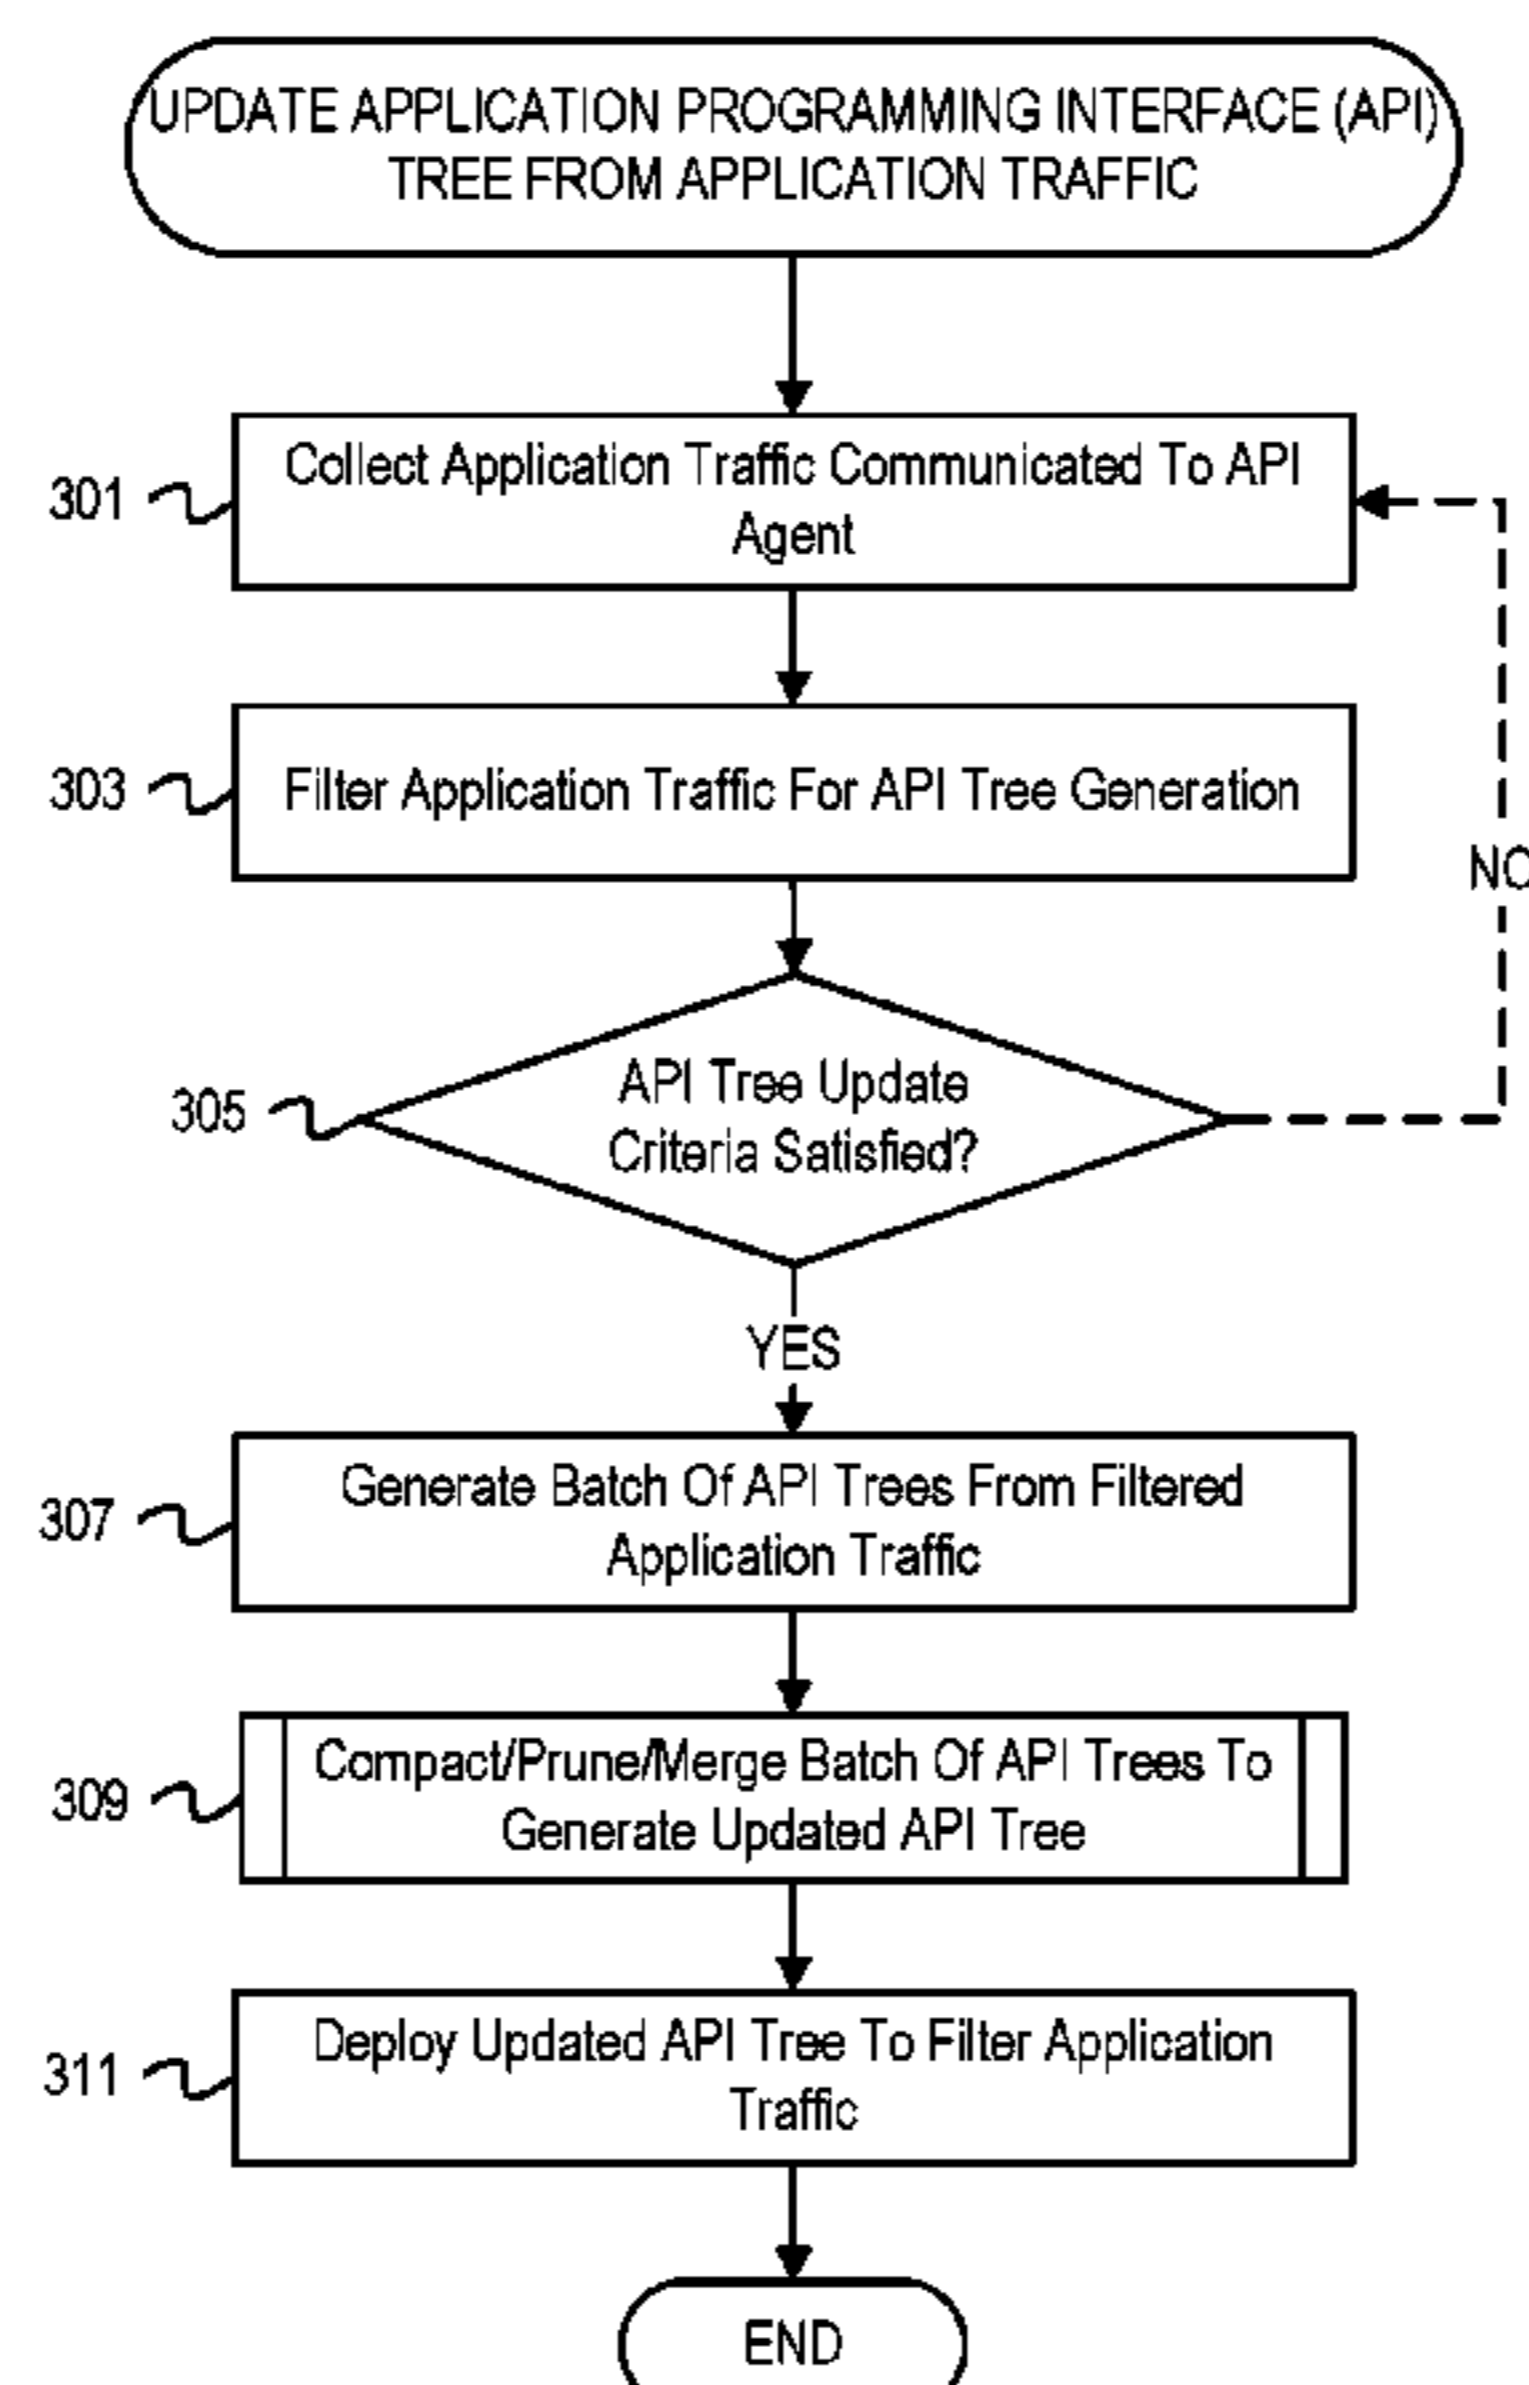 UPDATE APPLICATION PROGRAMMING INTERFACE (API)
TREE FROM APPLICATION TRAFFIC
301
Collect Application Traffic Communicated To API
Agent
303
Filter Application Traffic For API Tree Generation
NO
305
API Tree Update
Criteria Satisfied?
YES
307
Generate Batch Of API Trees From Filtered
Application Traffic
309
Compact/Prune/Merge Batch Of API Trees To
Generate Updated API Tree
311
Deploy Updated API Tree To Filter Application
Traffic
END